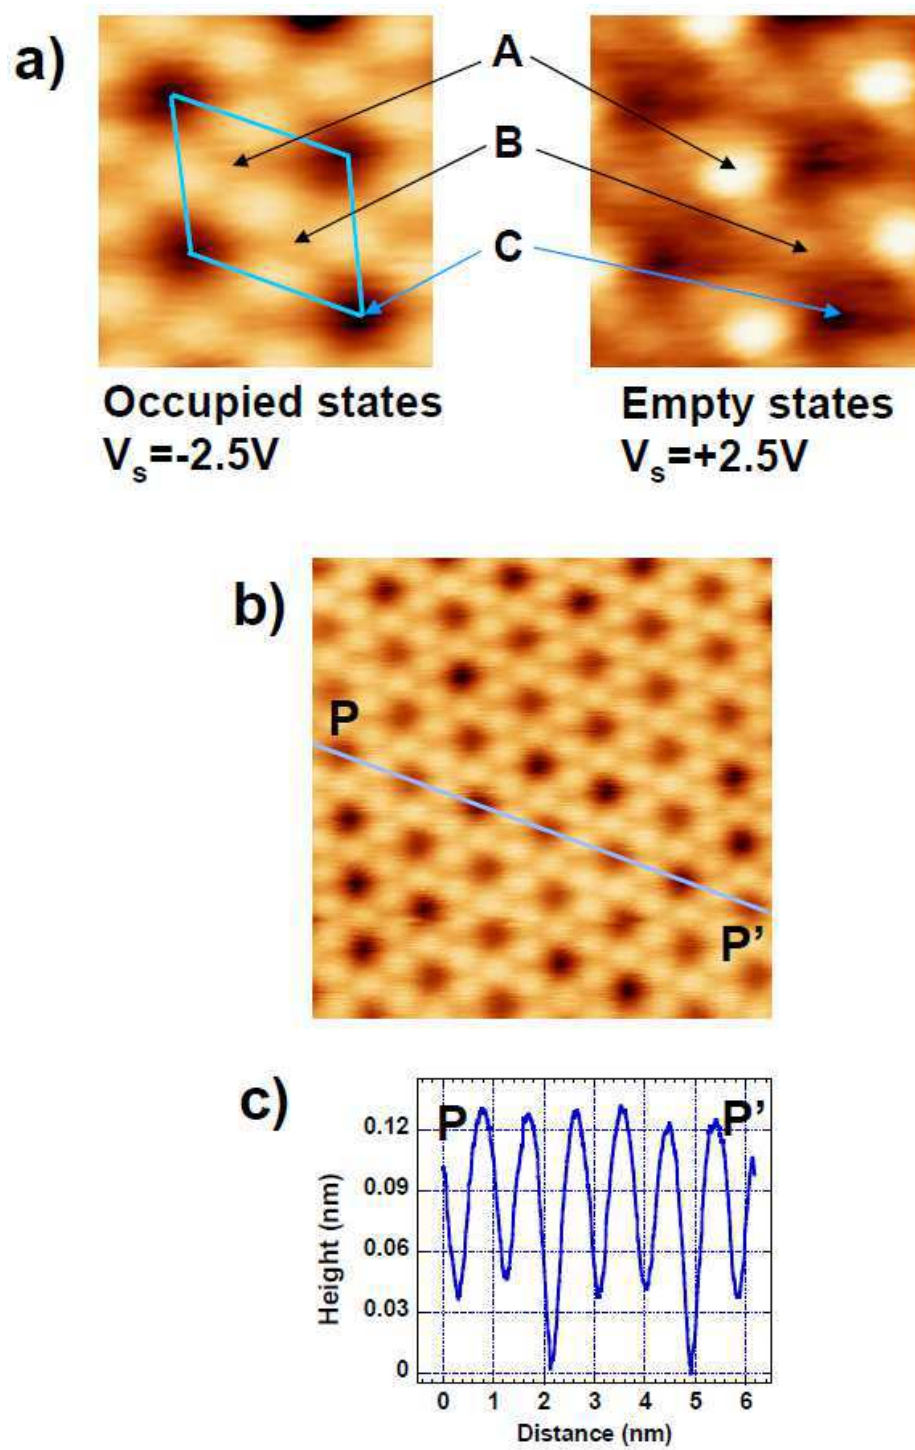 a)
A
B
C
Occupied states
Vs=-2.5V
Empty states
Vs=+2.5V
b)
P
P'
c)
P
P'
0.12
0.09
0.06
0.03
0
Height (nm)
0 1 2 3 4 5 6
Distance (nm)